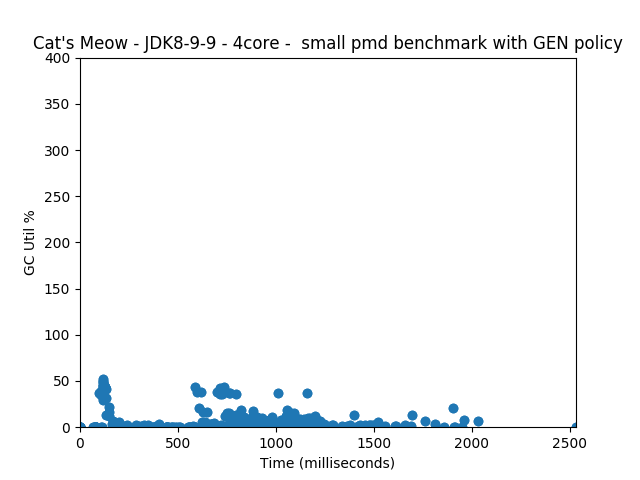 Cat's Meow - JDK8-9-9 - 4core -  small pmd benchmark with GEN policy
400
350
300
250
200
150
100
50
0
GC Util %
0 500 1000 1500 2000 2500
Time (milliseconds)